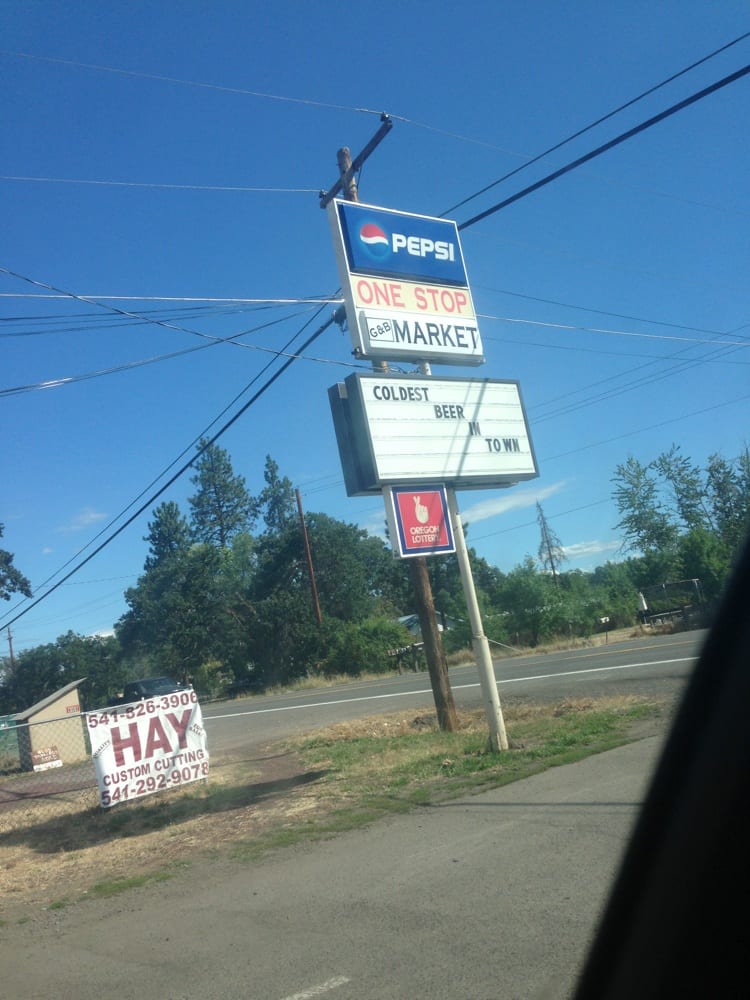 PEPSI
ONE STOP
G&B MARKET
COLDEST
BEER
IN
TOWN
OREGON
LOTTERY
541-826-3906
HAY
CUSTOM CUTTING
541-292-9078